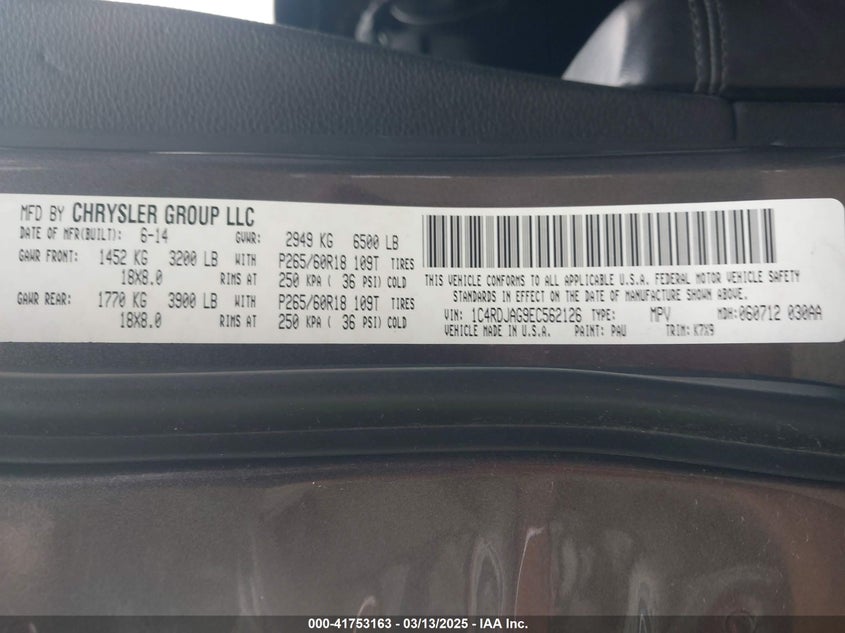 MFD BY CHRYSLER GROUP LLC
DATE OF MFR(BUILT): 6-14 GVWR: 2949 KG 6500 LB
GAWR FRONT: 1452 KG 3200 LB WITH P265/60R18 109T TIRES
18X8.0 RIMS AT 250 KPA ( 36 PSI) COLD
GAWR REAR: 1770 KG 3900 LB WITH P265/60R18 109T TIRES
18X8.0 RIMS AT 250 KPA ( 36 PSI) COLD
THIS VEHICLE CONFORMS TO ALL APPLICABLE U.S.A. FEDERAL MOTOR VEHICLE SAFETY
STANDARDS IN EFFECT ON THE DATE OF MANUFACTURE SHOWN ABOVE.
VIN: 1C4RDJAG9EC562126 TYPE: MPV MDH: 060712 030AA
VEHICLE MADE IN U.S.A. PAINT: PAU TRIM: K7X9
000-41753163 - 03/13/2025 - IAA Inc.